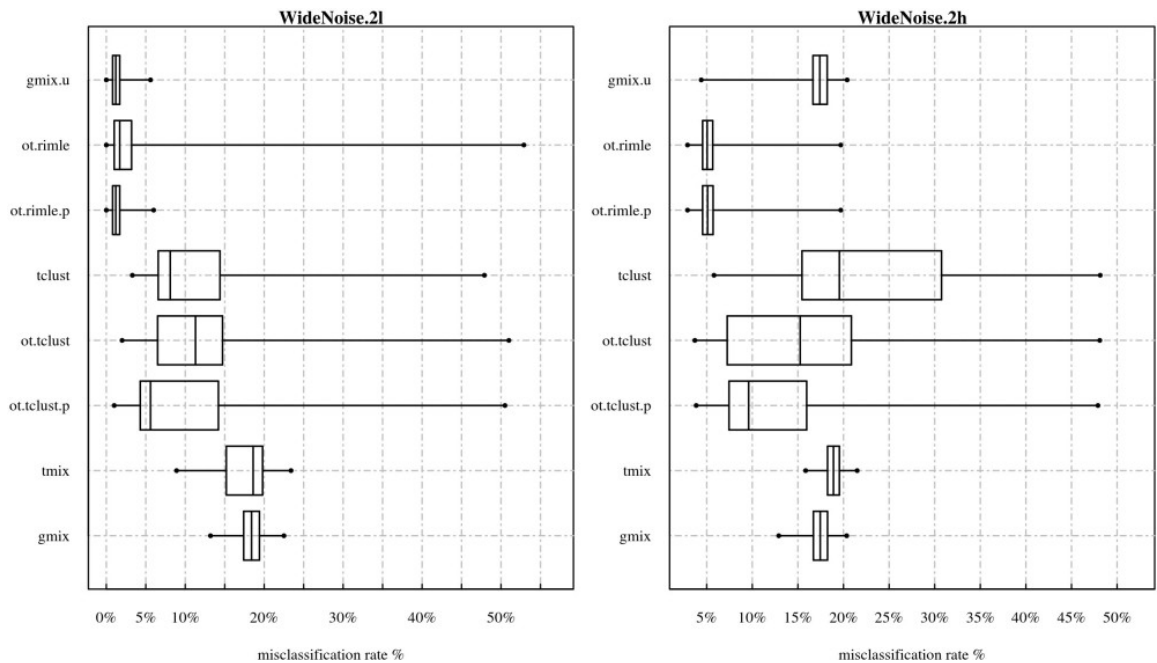 WideNoise.2l
gmix.u
ot.rimle
ot.rimle.p
tclust
ot.tclust
ot.tclust.p
tmix
gmix
0% 5% 10% 20% 30% 40% 50%
misclassification rate %
WideNoise.2h
gmix.u
ot.rimle
ot.rimle.p
tclust
ot.tclust
ot.tclust.p
tmix
gmix
5% 10% 15% 20% 25% 30% 35% 40% 45% 50%
misclassification rate %